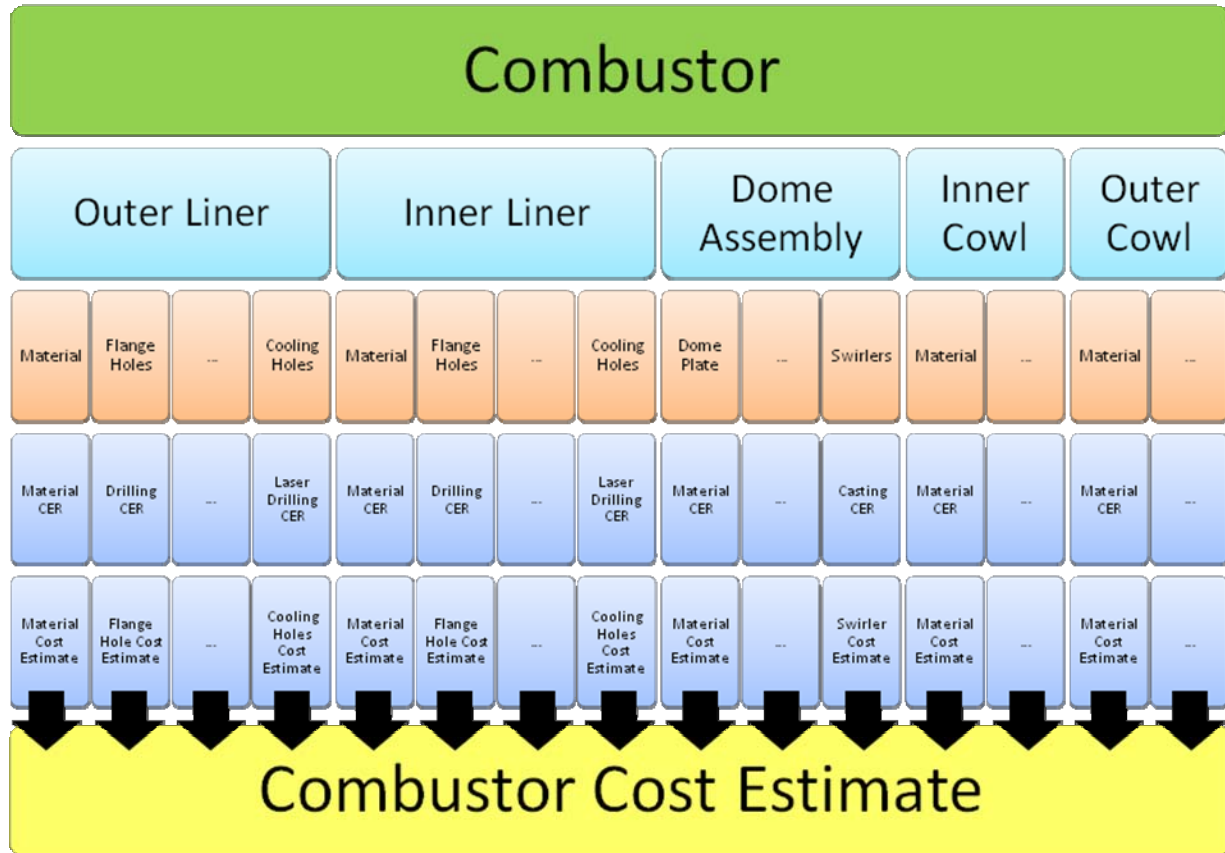 Combustor
Outer Liner
Inner Liner
Dome
Assembly
Inner
Cowl
Outer
Cowl
Material
Flange
Holes
...
Cooling
Holes
Material
Flange
Holes
...
Cooling
Holes
Dome
Plate
...
Swirlers
Material
...
Material
...
Material
CER
Drilling
CER
...
Laser
Drilling
CER
Material
CER
Drilling
CER
...
Laser
Drilling
CER
Material
CER
...
Casting
CER
Material
CER
...
Material
CER
...
Material
Cost
Estimate
Flange
Hole Cost
Estimate
...
Cooling
Holes
Cost
Estimate
Material
Cost
Estimate
Flange
Hole Cost
Estimate
...
Cooling
Holes
Cost
Estimate
Material
Cost
Estimate
...
Swirler
Cost
Estimate
Material
Cost
Estimate
...
Material
Cost
Estimate
...
Combustor Cost Estimate